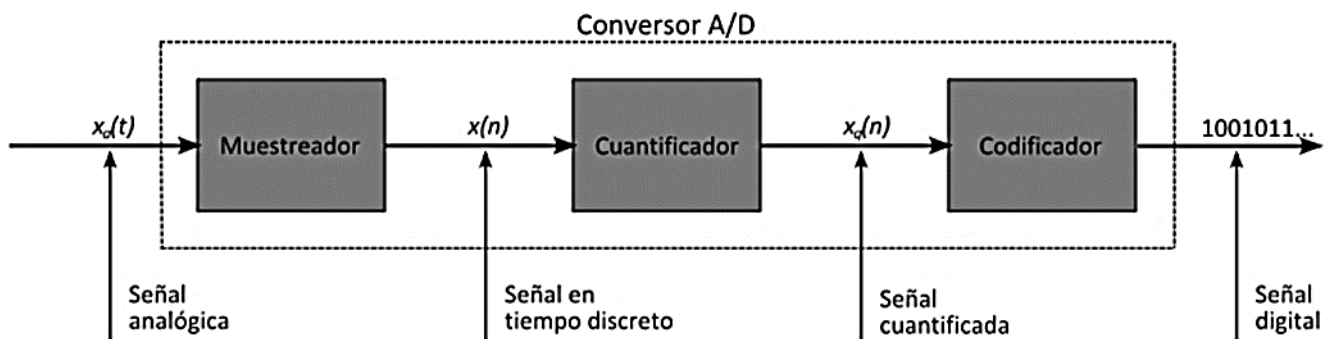 Conversor A/D
xₐ(t)
Muestreador
x(n)
Cuantificador
x_q(n)
Codificador
1001011...
Señal
analógica
Señal en
tiempo discreto
Señal
cuantificada
Señal
digital